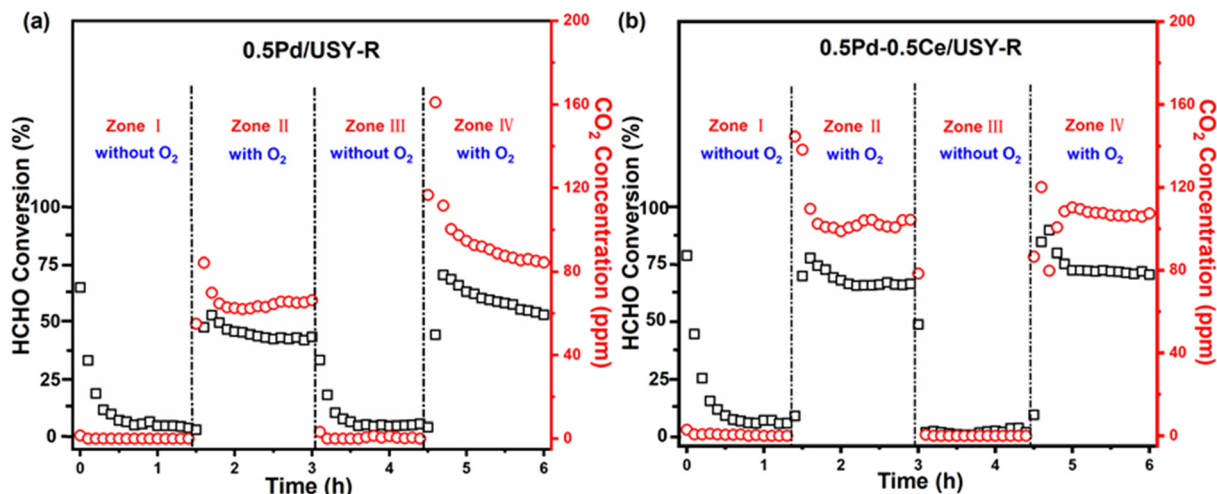 (a)
0.5Pd/USY-R
Zone Ⅰ
Zone Ⅱ
Zone Ⅲ
Zone Ⅳ
without O₂
with O₂
without O₂
with O₂
HCHO Conversion (%)
100
75
50
25
0
0
1
2
3
4
5
6
Time (h)
200
160
120
80
40
0
CO₂ Concentration (ppm)
(b)
0.5Pd-0.5Ce/USY-R
Zone Ⅰ
Zone Ⅱ
Zone Ⅲ
Zone Ⅳ
without O₂
with O₂
without O₂
with O₂
HCHO Conversion (%)
100
75
50
25
0
0
1
2
3
4
5
6
Time (h)
200
160
120
80
40
0
CO₂ Concentration (ppm)